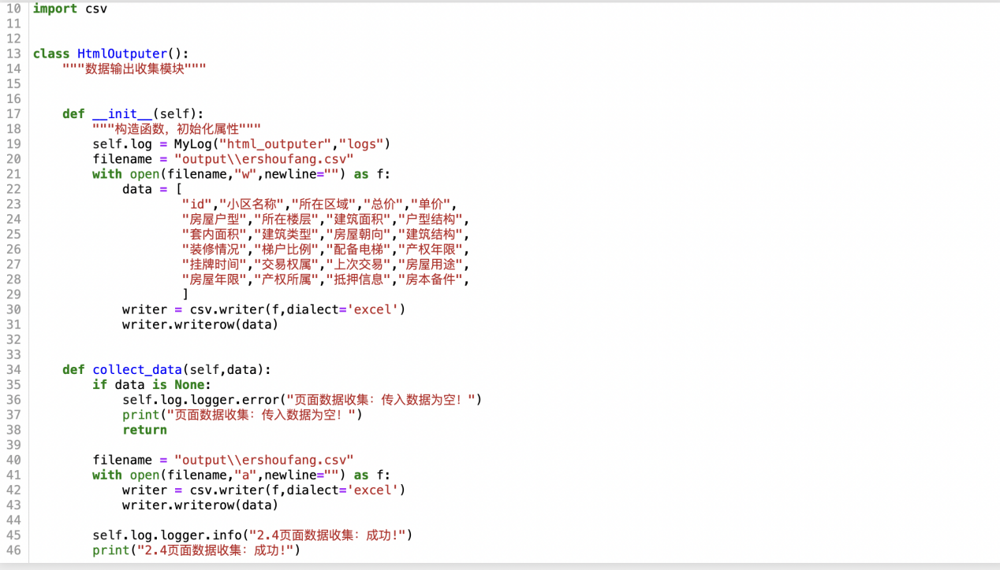 10 import csv
11
12
13 class HtmlOutputer():
14     """数据输出收集模块"""
15
16
17     def __init__(self):
18         """构造函数，初始化属性"""
19         self.log = MyLog("html_outputer","logs")
20         filename = "output\\ershoufang.csv"
21         with open(filename,"w",newline="") as f:
22             data = [
23                     "id","小区名称","所在区域","总价","单价",
24                     "房屋户型","所在楼层","建筑面积","户型结构",
25                     "套内面积","建筑类型","房屋朝向","建筑结构",
26                     "装修情况","梯户比例","配备电梯","产权年限",
27                     "挂牌时间","交易权属","上次交易","房屋用途",
28                     "房屋年限","产权所属","抵押信息","房本备件",
29                     ]
30             writer = csv.writer(f,dialect='excel')
31             writer.writerow(data)
32
33
34     def collect_data(self,data):
35         if data is None:
36             self.log.logger.error("页面数据收集：传入数据为空！")
37             print("页面数据收集：传入数据为空！")
38             return
39
40         filename = "output\\ershoufang.csv"
41         with open(filename,"a",newline="") as f:
42             writer = csv.writer(f,dialect='excel')
43             writer.writerow(data)
44
45         self.log.logger.info("2.4页面数据收集：成功!")
46         print("2.4页面数据收集：成功!")